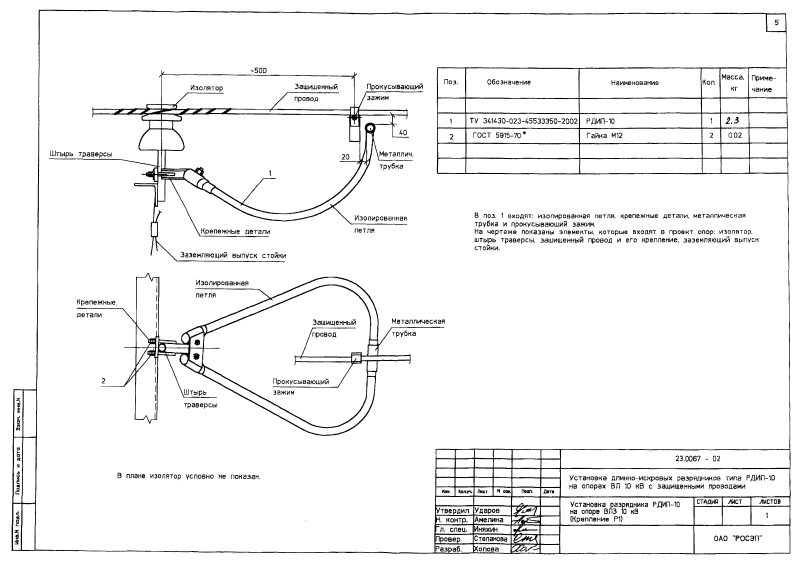 5
~500
Изолятор
Защищенный
провод
Прокусывающий
зажим
40
20
Металлич.
трубка
Штырь траверсы
1
Изолированная
петля
Крепежные детали
Заземляющий выпуск стойки
Поз.
Обозначение
Наименование
Кол.
Масса,
кг
Приме-
чание
1 ТУ 341430-023-45533350-2002 РДИП-10 1 2.3
2 ГОСТ 5915-70* Гайка М12 2 0.02
В поз. 1 входят: изолированная петля, крепежные детали, металлическая
трубка и прокусывающий зажим.
На чертеже показаны элементы, которые входят в проект опор: изолятор,
штырь траверсы, защищенный провод и его крепление, заземляющий выпуск
стойки.
Изолированная
петля
Крепежные
детали
Защищенный
провод
Металлическая
трубка
2
Штырь
траверсы
Прокусывающий
зажим
В плане изолятор условно не показан.
Взам. инв.N
Подпись и дата
Инв.N подл.
23.0067 - 02
Установка длинно-искровых разрядников типа РДИП-10
на опорах ВЛ 10 кВ с защищенными проводами
Изм. Кол.уч. Лист N док. Подп. Дата
Утвердил Ударов
Н. контр. Амелина
Гл. спец. Иняхин
Провер. Степанова
Разраб. Холова
Установка разрядника РДИП-10
на опоре ВЛЗ 10 кВ
(Крепление Р1)
СТАДИЯ ЛИСТ ЛИСТОВ
1
ОАО "РОСЭП"